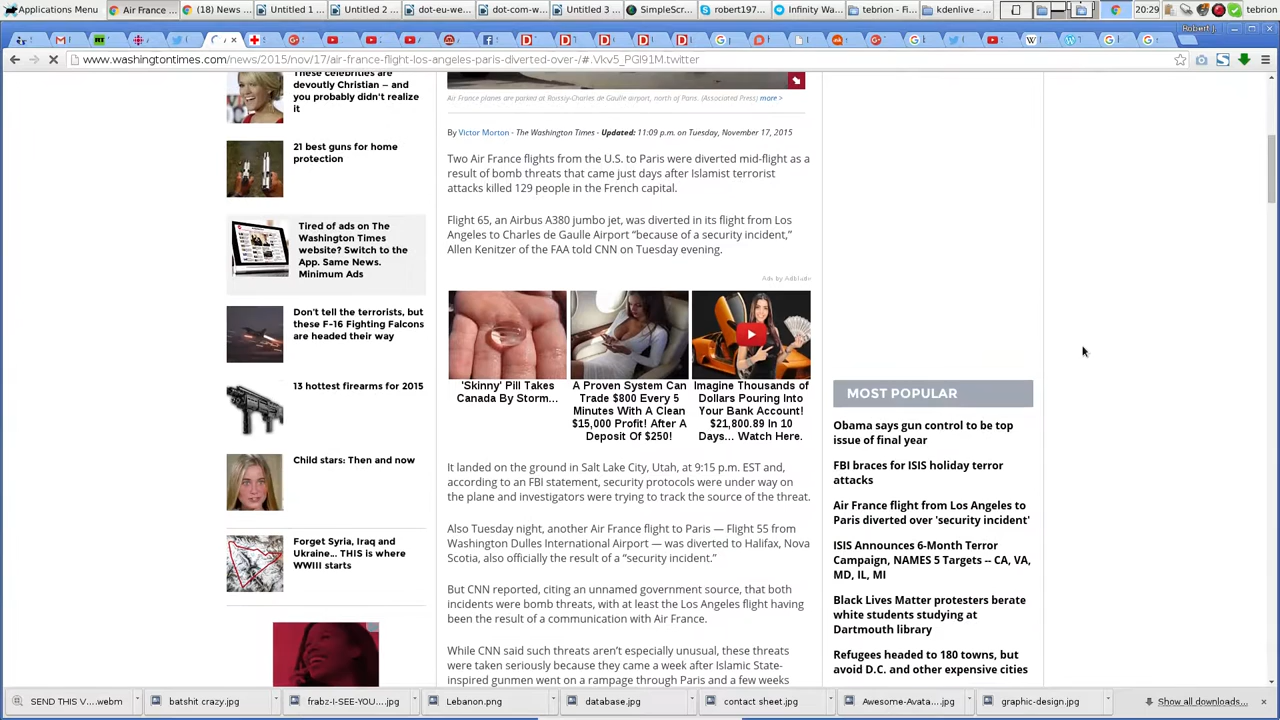 Applications Menu
Air France ...
(18) News ...
Untitled 1
Untitled 2
dot-eu-we...
dot-com-w...
Untitled 3
SimpleScr...
robert197...
Infinity Wa...
tebrion : ...
kdenlive
20:29
tebrion
Robert J.
www.washingtontimes.com/news/2015/nov/17/air-france-flight-los-angeles-paris-diverted-over-/#.Vkv5_PGi91M.twitter
These celebrities are
devoutly Christian — and
you probably didn't realize
it
21 best guns for home
protection
Tired of ads on The
Washington Times
website? Switch to the
App. Same News.
Minimum Ads
Don't tell the terrorists, but
these F-16 Fighting Falcons
are headed their way
13 hottest firearms for 2015
Child stars: Then and now
Forget Syria, Iraq and
Ukraine... THIS is where
WWIII starts
Air France planes are parked at Roissiy-Charles de Gaulle airport, north of Paris. (Associated Press) more >
By Victor Morton - The Washington Times - Updated: 11:09 p.m. on Tuesday, November 17, 2015
Two Air France flights from the U.S. to Paris were diverted mid-flight as a
result of bomb threats that came just days after Islamist terrorist
attacks killed 129 people in the French capital.
Flight 65, an Airbus A380 jumbo jet, was diverted in its flight from Los
Angeles to Charles de Gaulle Airport “because of a security incident,”
Allen Kenitzer of the FAA told CNN on Tuesday evening.
Ads by Adblade
'Skinny' Pill Takes
Canada By Storm...
A Proven System Can
Trade $800 Every 5
Minutes With A Clean
$15,000 Profit! After A
Deposit Of $250!
Imagine Thousands of
Dollars Pouring Into
Your Bank Account!
$21,800.89 In 10
Days... Watch Here.
It landed on the ground in Salt Lake City, Utah, at 9:15 p.m. EST and,
according to an FBI statement, security protocols were under way on
the plane and investigators were trying to track the source of the threat.
Also Tuesday night, another Air France flight to Paris — Flight 55 from
Washington Dulles International Airport — was diverted to Halifax, Nova
Scotia, also officially the result of a “security incident.”
But CNN reported, citing an unnamed government source, that both
incidents were bomb threats, with at least the Los Angeles flight having
been the result of a communication with Air France.
While CNN said such threats aren’t especially unusual, these threats
were taken seriously because they came a week after Islamic State-
inspired gunmen went on a rampage through Paris and a few weeks
MOST POPULAR
Obama says gun control to be top
issue of final year
FBI braces for ISIS holiday terror
attacks
Air France flight from Los Angeles to
Paris diverted over 'security incident'
ISIS Announces 6-Month Terror
Campaign, NAMES 5 Targets -- CA, VA,
MD, IL, MI
Black Lives Matter protesters berate
white students studying at
Dartmouth library
Refugees headed to 180 towns, but
avoid D.C. and other expensive cities
SEND THIS V....webm
batshit crazy.jpg
frabz-I-SEE-YOU....jpg
Lebanon.png
database.jpg
contact sheet.jpg
Awesome-Avata....jpg
graphic-design.jpg
Show all downloads...